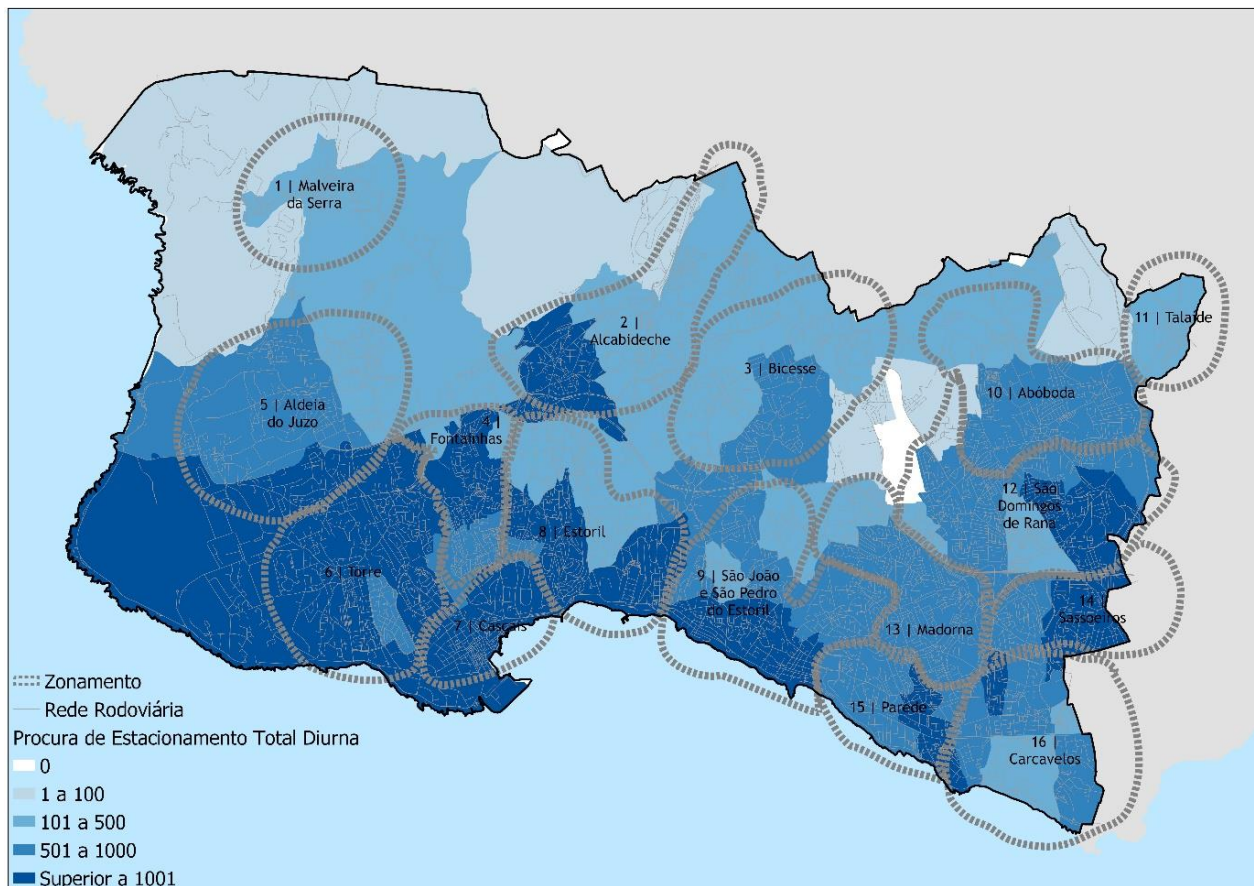 1 | Malveira
da Serra
2 |
Alcabideche
3 | Bicesse
11 | Talaíde
5 | Aldeia
do Juzo
4 |
Fontainhas
10 | Abóboda
12 | São
Domingos
de Rana
8 | Estoril
6 | Torre
9 | São João
e São Pedro
do Estoril
14 |
Sassoeiros
7 | Cascais
13 | Madorna
15 | Parede
16 |
Carcavelos
Zonamento
Rede Rodoviária
Procura de Estacionamento Total Diurna
0
1 a 100
101 a 500
501 a 1000
Superior a 1001